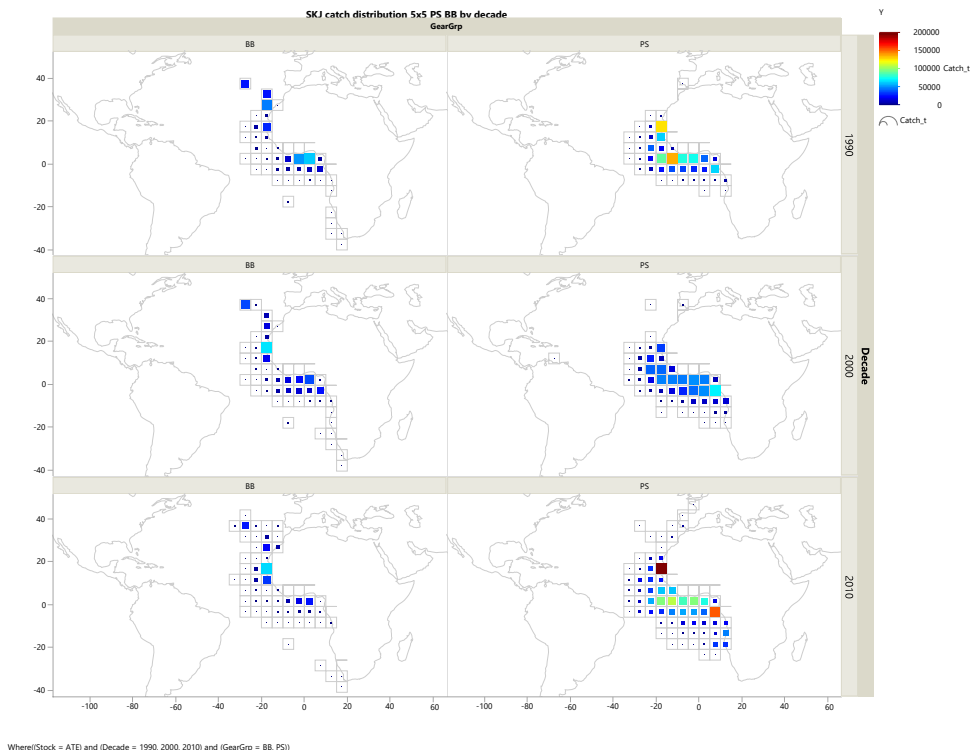 SKJ catch distribution 5x5 PS BB by decade
GearGrp
BB PS
40
20
0
-20
-40
1990
BB PS
40
20
0
-20
-40
2000
Decade
BB PS
40
20
0
-20
-40
2010
-100 -80 -60 -40 -20 0 20 40 60 -100 -80 -60 -40 -20 0 20 40 60
Y
200000
150000
100000 Catch_t
50000
0
Catch_t
Where((Stock = ATE) and (Decade = 1990, 2000, 2010) and (GearGrp = BB, PS))